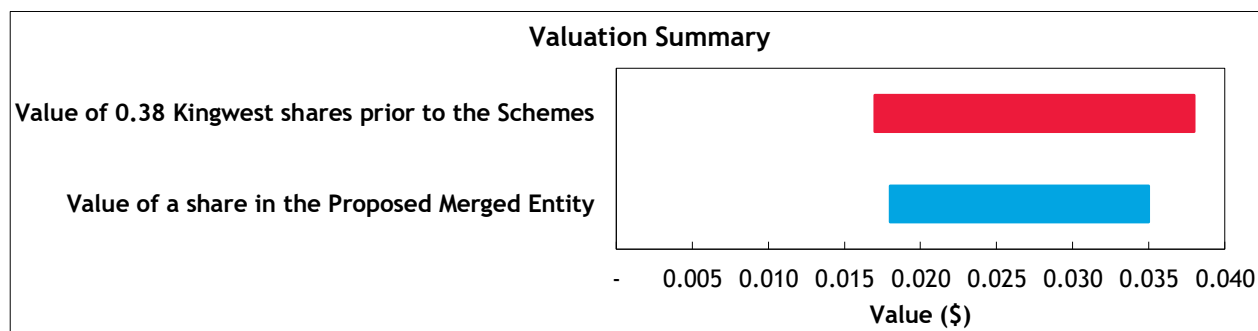 Valuation Summary
Value of 0.38 Kingwest shares prior to the Schemes
Value of a share in the Proposed Merged Entity
- 0.005 0.010 0.015 0.020 0.025 0.030 0.035 0.040
Value ($)